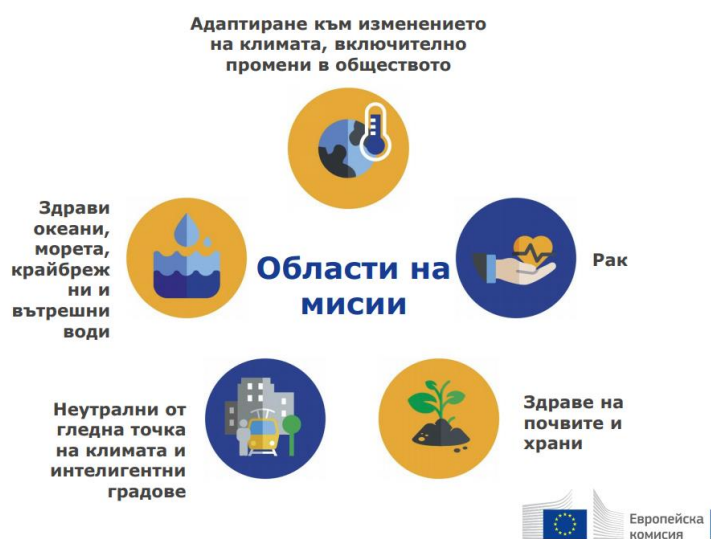 Адаптиране към изменението
на климата, включително
промени в обществото
Здрави
океани,
морета,
крайбреж
ни и
вътрешни
води
Области на
мисии
Рак
Неутрални от
гледна точка
на климата и
интелигентни
градове
Здраве на
почвите и
храни
Европейска
комисия